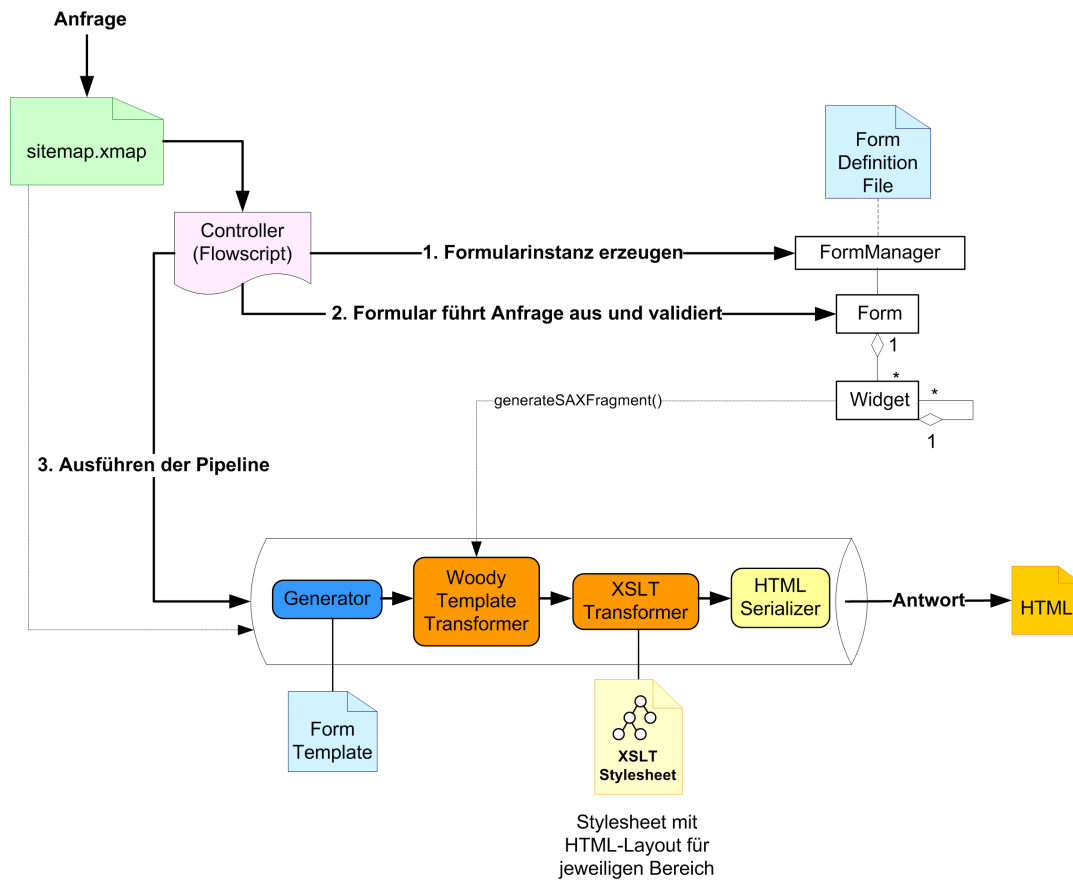 Anfrage
sitemap.xmap
Form
Definition
File
Controller
(Flowscript)
1. Formularinstanz erzeugen
FormManager
2. Formular führt Anfrage aus und validiert
Form
1
*
Widget
*
1
generateSAXFragment()
3. Ausführen der Pipeline
Generator
Woody
Template
Transformer
XSLT
Transformer
HTML
Serializer
Antwort
HTML
Form
Template
XSLT
Stylesheet
Stylesheet mit
HTML-Layout für
jeweiligen Bereich